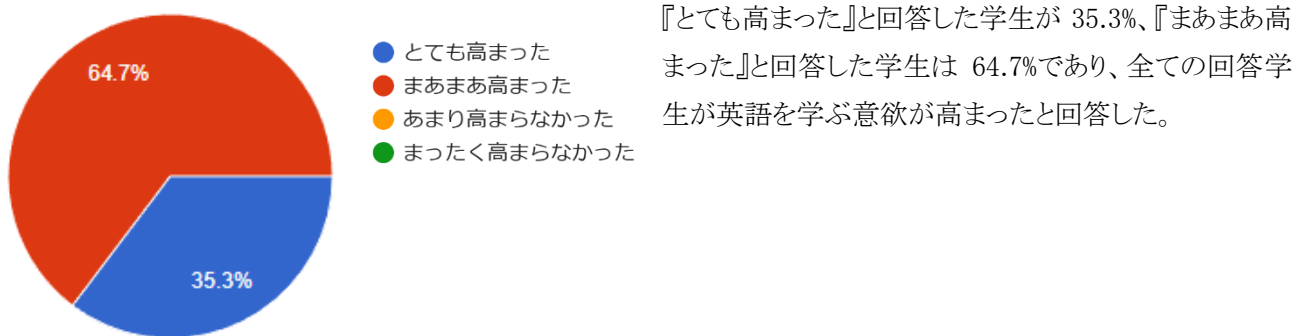 64.7%
35.3%
とても高まった
まあまあ高まった
あまり高まらなかった
まったく高まらなかった
『とても高まった』と回答した学生が 35.3%、『まあまあ高
まった』と回答した学生は 64.7%であり、全ての回答学
生が英語を学ぶ意欲が高まったと回答した。